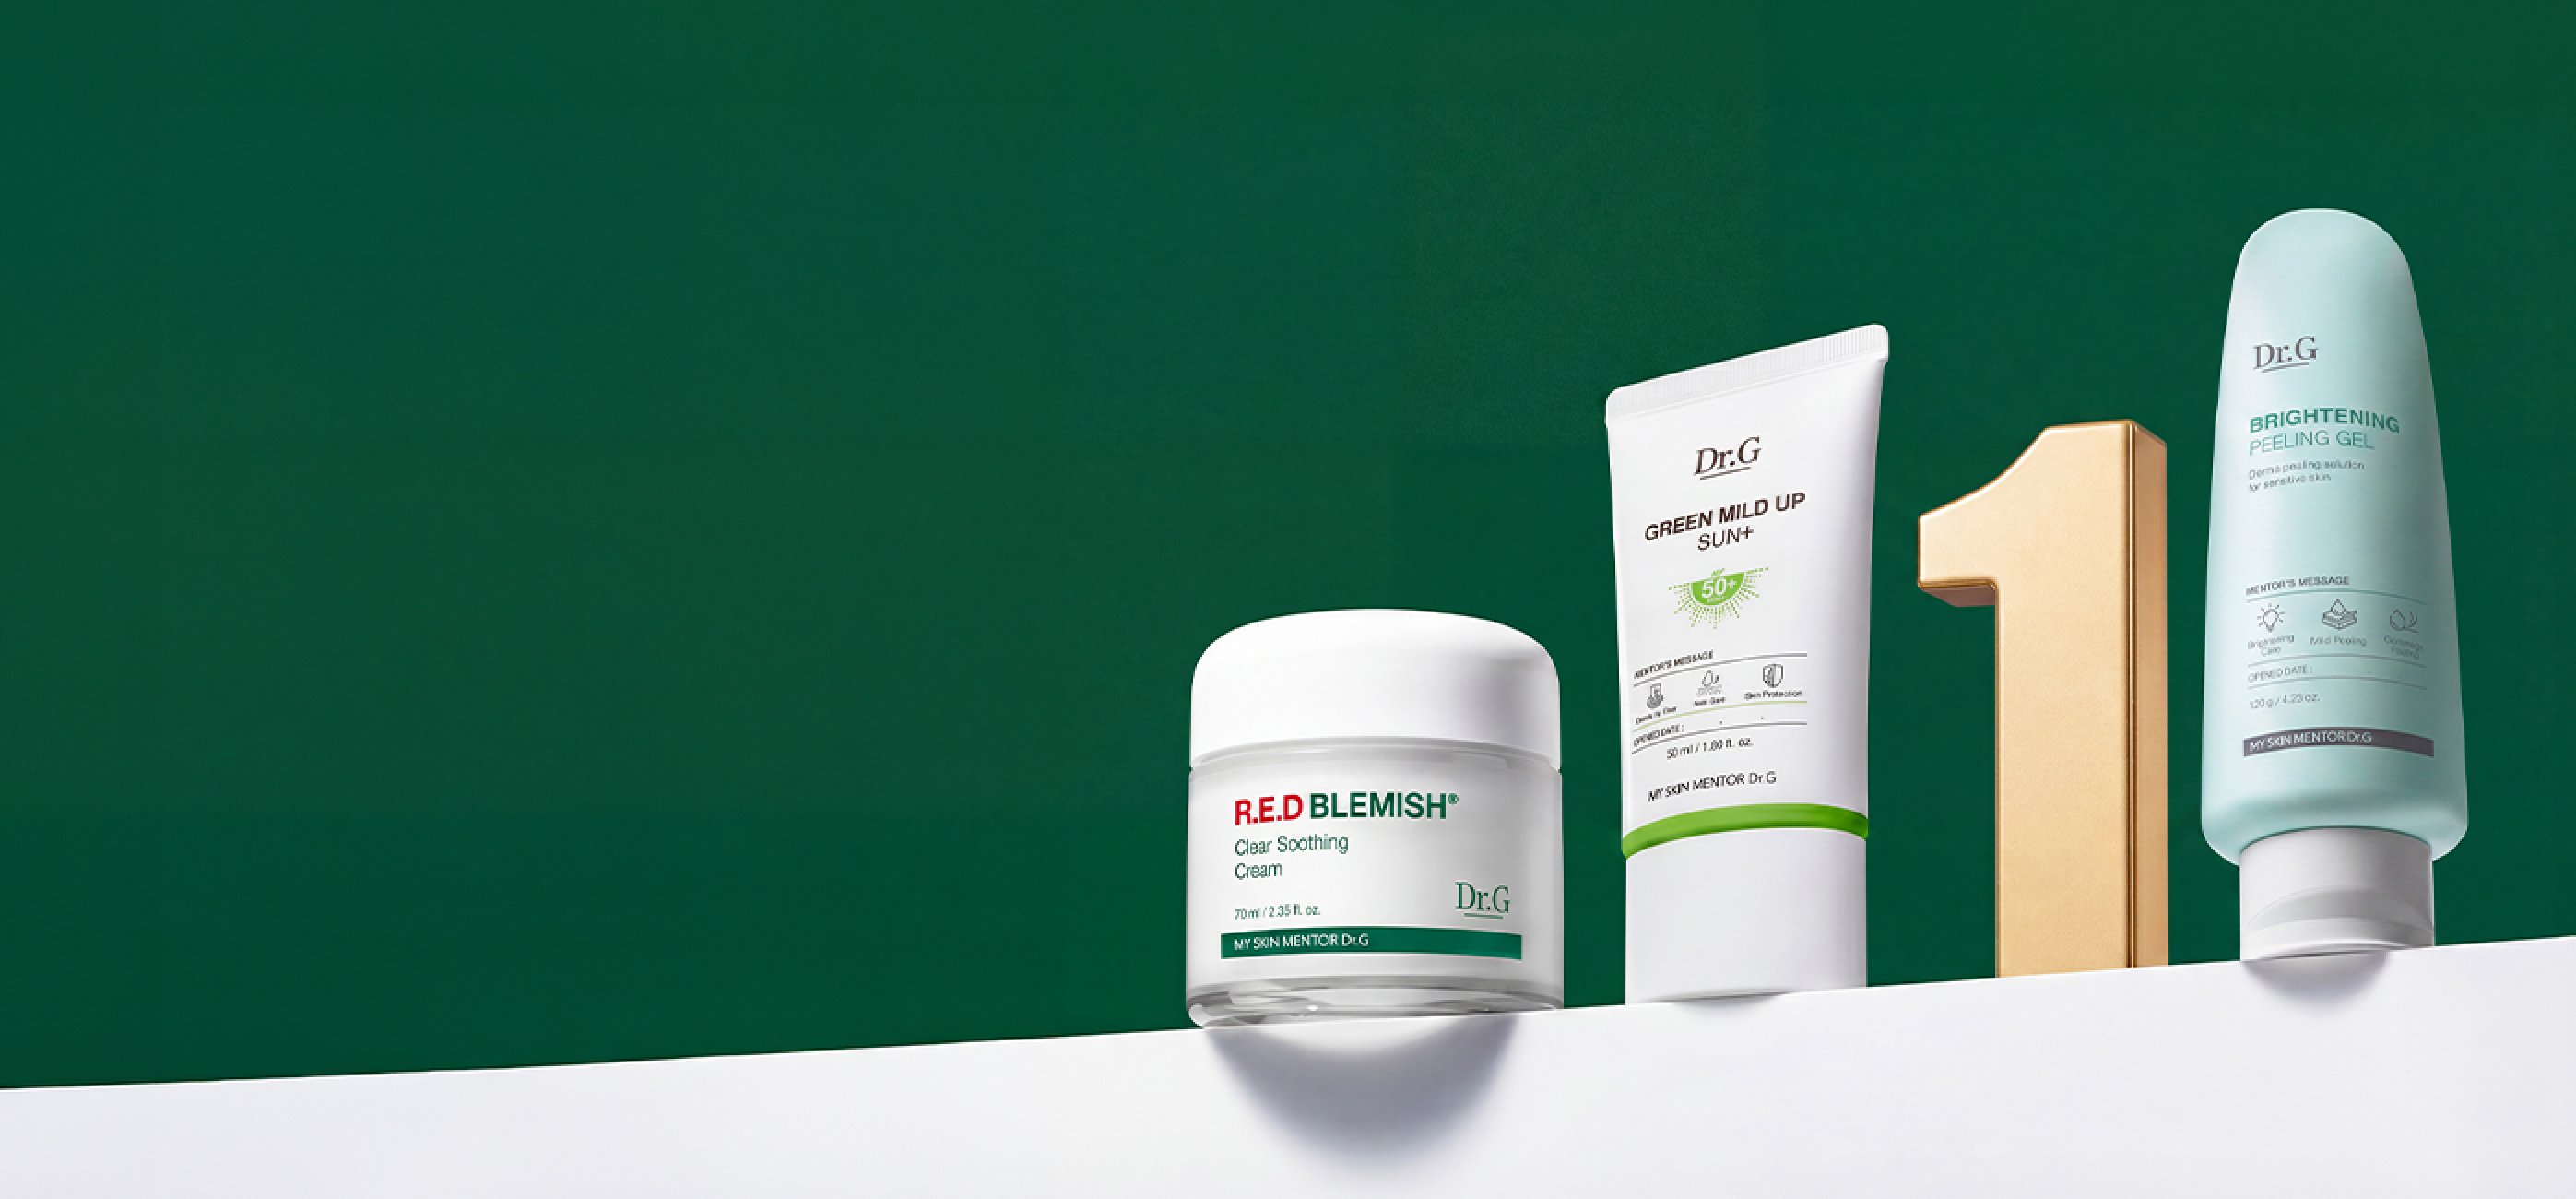 R.E.D BLEMISH®
Clear Soothing
Cream
70 ml / 2.35 fl. oz.
Dr.G
MY SKIN MENTOR Dr.G
Dr.G
GREEN MILD UP
SUN+
50+
MENTOR'S MESSAGE
Skin Protection
OPENED DATE :
50 ml / 1.80 fl. oz.
MY SKIN MENTOR Dr.G
1
Dr.G
BRIGHTENING
PEELING GEL
Derma peeling solution
for sensitive skin
MENTOR'S MESSAGE
Brightening
Care
Mild Peeling
OPENED DATE :
120 g / 4.23 oz.
MY SKIN MENTOR Dr.G